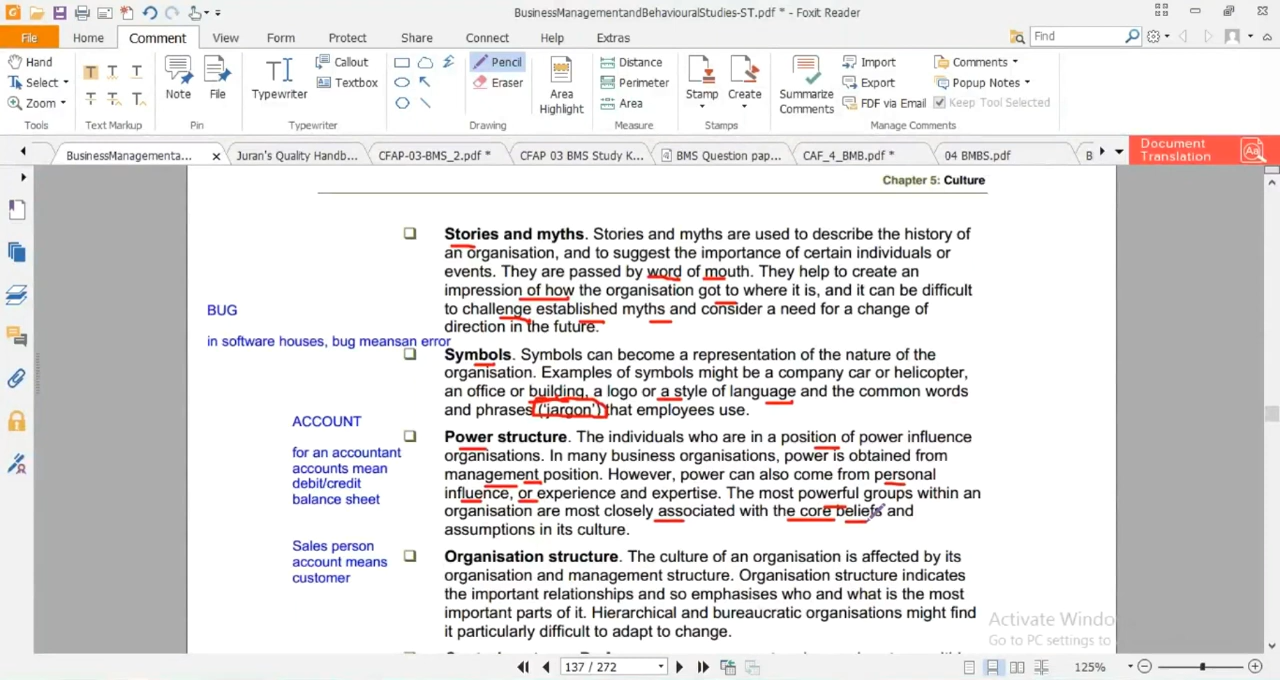 BusinessManagementandBehaviouralStudies-ST.pdf * - Foxit Reader
File Home Comment View Form Protect Share Connect Help Extras Find
Hand Select Zoom Tools
T T T T T T Text Markup
Note File Pin
Typewriter Callout Textbox Typewriter
Pencil Eraser Drawing
Area Highlight Distance Perimeter Area Measure
Stamp Create Stamps
Summarize Comments Import Export FDF via Email Comments Popup Notes Keep Tool Selected Manage Comments
BusinessManagementa... Juran's Quality Handb... CFAP-03-BMS_2.pdf * CFAP 03 BMS Study K... BMS Question pap... CAF_4_BMB.pdf * 04 BMBS.pdf B
Document Translation
Chapter 5: Culture
Stories and myths. Stories and myths are used to describe the history of
an organisation, and to suggest the importance of certain individuals or
events. They are passed by word of mouth. They help to create an
impression of how the organisation got to where it is, and it can be difficult
to challenge established myths and consider a need for a change of
direction in the future.
BUG
in software houses, bug meansan error
Symbols. Symbols can become a representation of the nature of the
organisation. Examples of symbols might be a company car or helicopter,
an office or building, a logo or a style of language and the common words
and phrases ('jargon') that employees use.
ACCOUNT
for an accountant
accounts mean
debit/credit
balance sheet
Power structure. The individuals who are in a position of power influence
organisations. In many business organisations, power is obtained from
management position. However, power can also come from personal
influence, or experience and expertise. The most powerful groups within an
organisation are most closely associated with the core beliefs and
assumptions in its culture.
Sales person
account means
customer
Organisation structure. The culture of an organisation is affected by its
organisation and management structure. Organisation structure indicates
the important relationships and so emphasises who and what is the most
important parts of it. Hierarchical and bureaucratic organisations might find
it particularly difficult to adapt to change.
Activate Windo
Go to PC settings to
137 / 272
125%